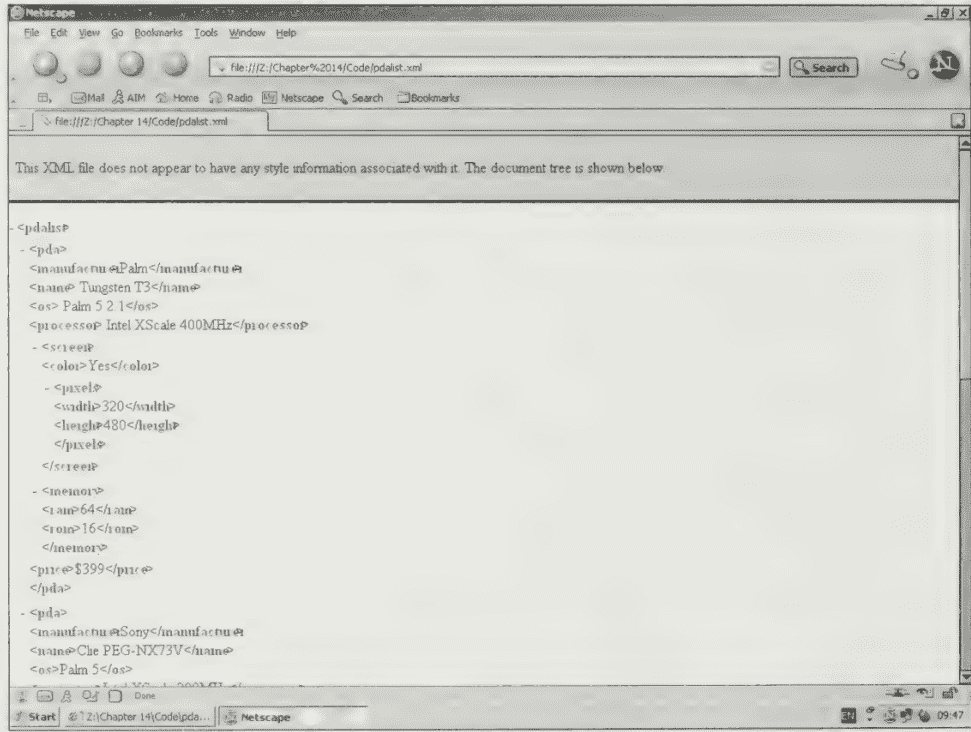 Netscape
File Edit View Go Bookmarks Tools Window Help
file:///Z:/Chapter%2014/Code/pdalist.xml Search N
Mail AIM Home Radio My Netscape Search Bookmarks
file:///Z:/Chapter 14/Code/pdalist.xml
This XML file does not appear to have any style information associated with it. The document tree is shown below.
- <pdalist>
- <pda>
<manufacturer>Palm</manufacturer>
<name> Tungsten T3</name>
<os> Palm 5.2.1</os>
<processor> Intel XScale 400MHz</processor>
- <screen>
<color>Yes</color>
- <pixels>
<width>320</width>
<height>480</height>
</pixels>
</screen>
- <memory>
<ram>64</ram>
<rom>16</rom>
</memory>
<price>$399</price>
</pda>
- <pda>
<manufacturer>Sony</manufacturer>
<name>Clie PEG-NX73V</name>
<os>Palm 5</os>
Done
Start Z:\Chapter 14\Code\pda... Netscape EN 09:47